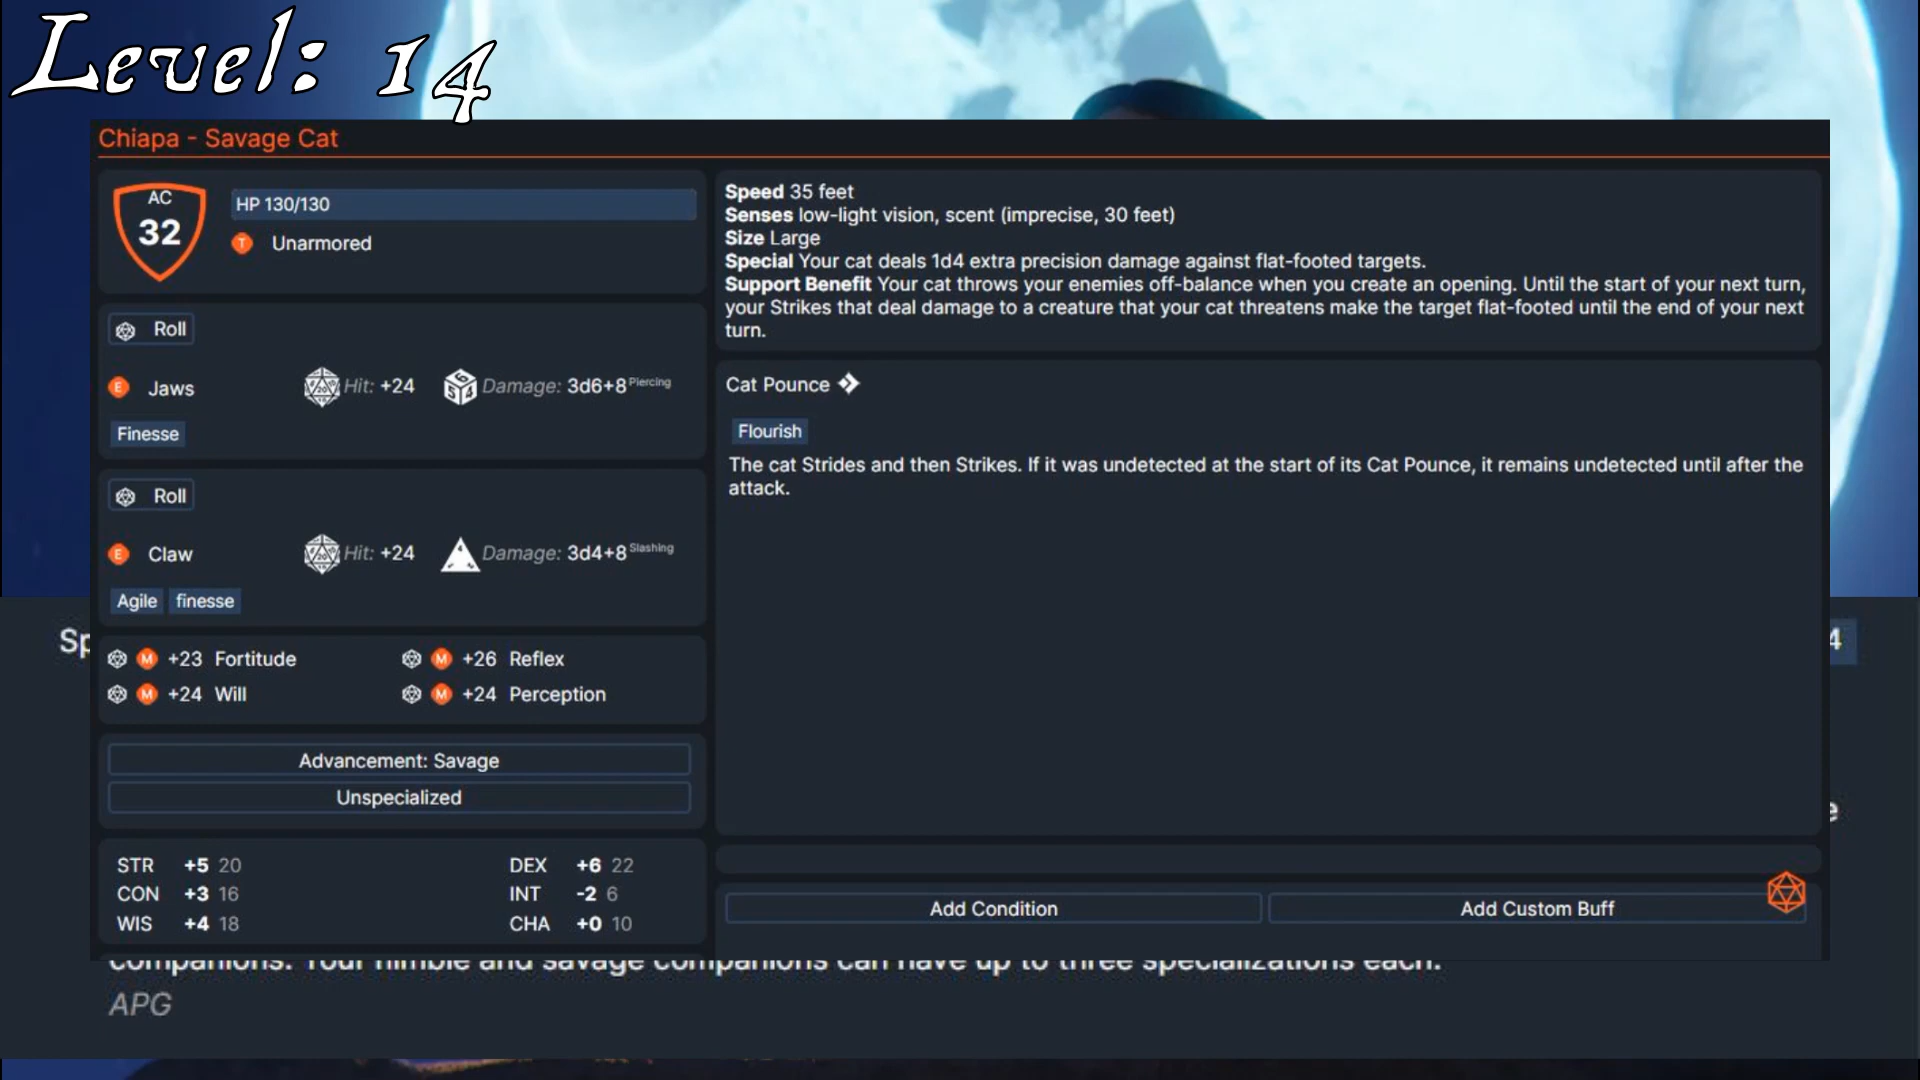 Level: 14
Chiapa - Savage Cat
AC
32
HP 130/130
T Unarmored
Roll
E Jaws Hit: +24 Damage: 3d6+8 Piercing
Finesse
Roll
E Claw Hit: +24 Damage: 3d4+8 Slashing
Agile finesse
M +23 Fortitude M +26 Reflex
M +24 Will M +24 Perception
Advancement: Savage
Unspecialized
STR +5 20 DEX +6 22
CON +3 16 INT -2 6
WIS +4 18 CHA +0 10
Speed 35 feet
Senses low-light vision, scent (imprecise, 30 feet)
Size Large
Special Your cat deals 1d4 extra precision damage against flat-footed targets.
Support Benefit Your cat throws your enemies off-balance when you create an opening. Until the start of your next turn,
your Strikes that deal damage to a creature that your cat threatens make the target flat-footed until the end of your next
turn.
Cat Pounce
Flourish
The cat Strides and then Strikes. If it was undetected at the start of its Cat Pounce, it remains undetected until after the
attack.
Add Condition Add Custom Buff
companions. Your nimble and savage companions can have up to three specializations each.
APG